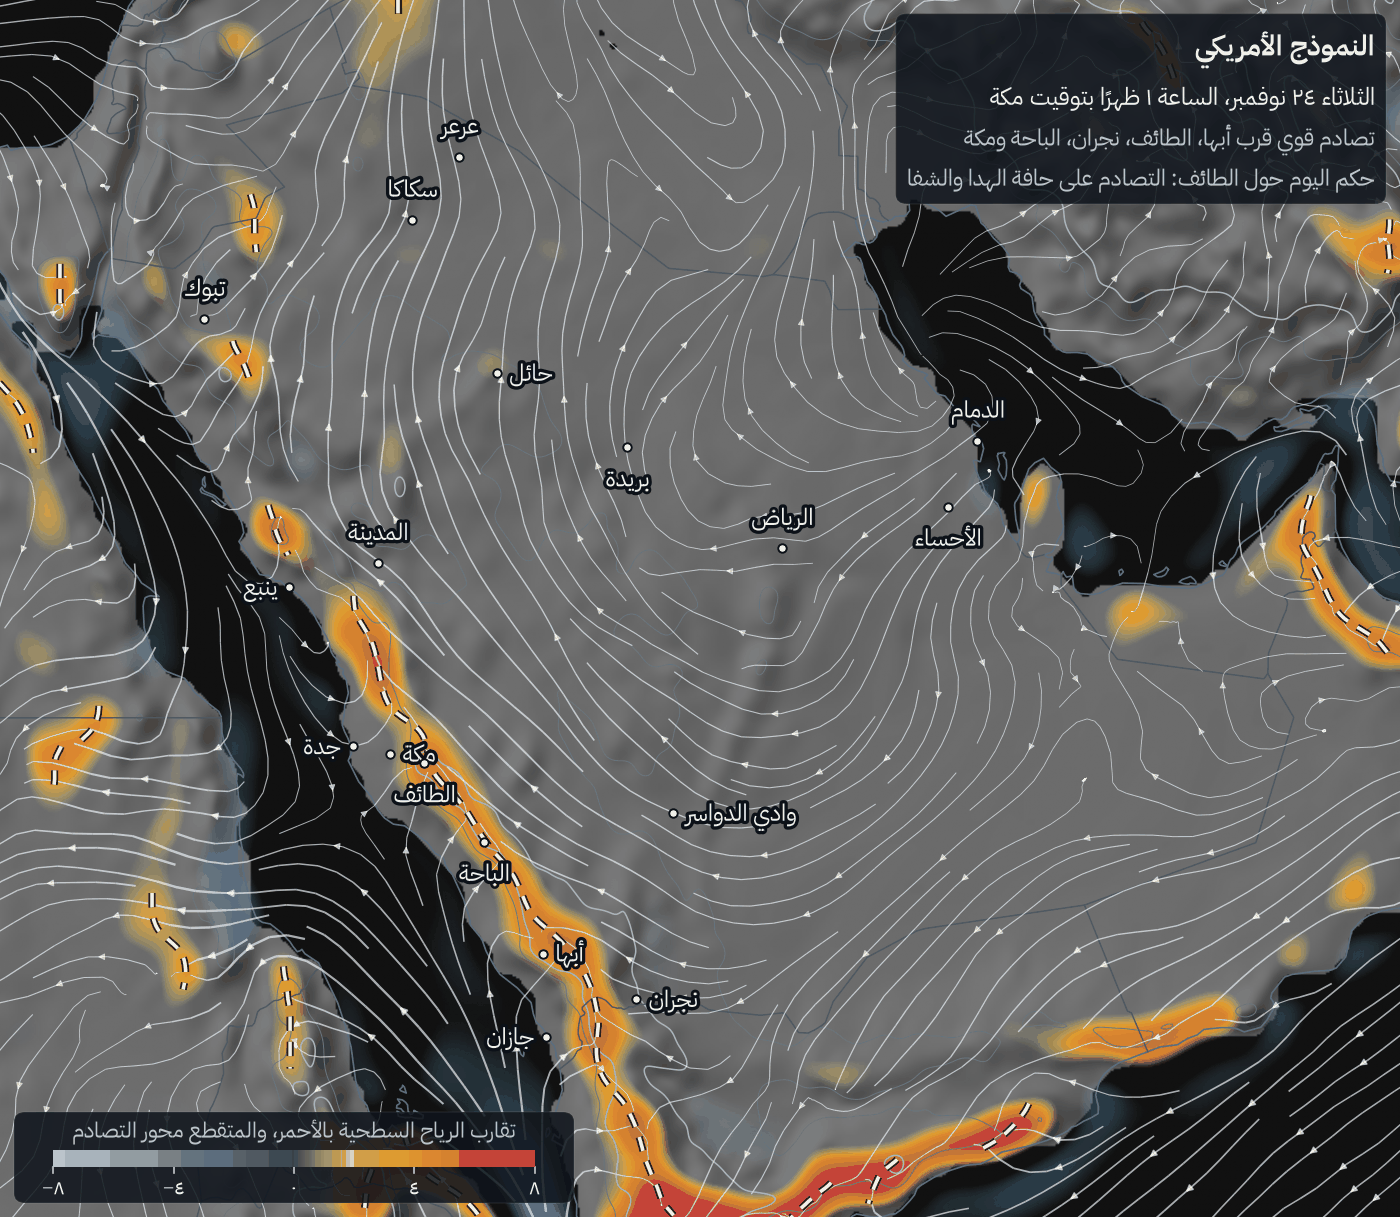 النموذج الأمريكي
الثلاثاء ٢٤ نوفمبر، الساعة ١ ظهرًا بتوقيت مكة
تصادم قوي قرب أبها، الطائف، نجران، الباحة ومكة
حكم اليوم حول الطائف: التصادم على حافة الهدا والشفا
عرعر
سكاكا
تبوك
حائل
الدمام
بريدة
الرياض
الأحساء
المدينة
ينبع
جدة
مكة
الطائف
وادي الدواسر
الباحة
أبها
نجران
جازان
تقارب الرياح السطحية بالأحمر، والمتقطع محور التصادم
−٨ −٤ ٠ ٤ ٨